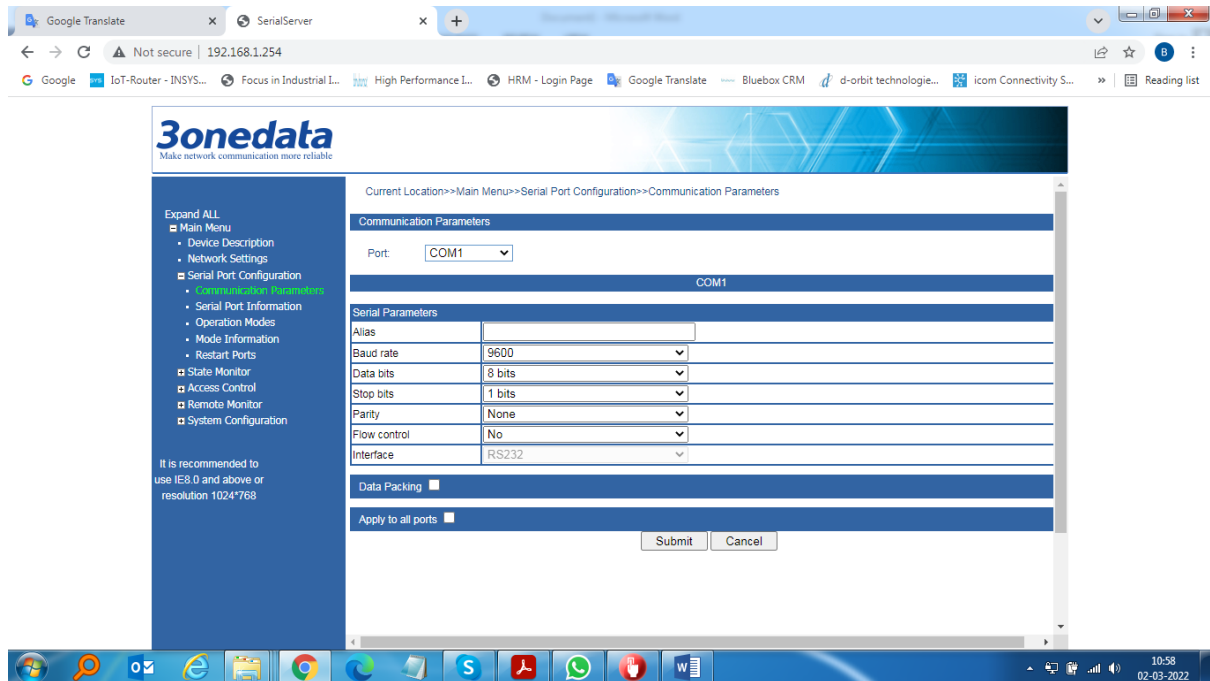 Google Translate
SerialServer
Not secure | 192.168.1.254
B
Google
sys IoT-Router - INSYS...
Focus in Industrial I...
High Performance I...
HRM - Login Page
Google Translate
Bluebox CRM
d-orbit technologie...
icom Connectivity S...
»
Reading list
3onedata
Make network communication more reliable
Current Location>>Main Menu>>Serial Port Configuration>>Communication Parameters
Expand ALL
Main Menu
Device Description
Network Settings
Serial Port Configuration
Communication Parameters
Serial Port Information
Operation Modes
Mode Information
Restart Ports
State Monitor
Access Control
Remote Monitor
System Configuration
It is recommended to
use IE8.0 and above or
resolution 1024*768
Communication Parameters
Port: COM1
COM1
Serial Parameters
Alias
Baud rate 9600
Data bits 8 bits
Stop bits 1 bits
Parity None
Flow control No
Interface RS232
Data Packing
Apply to all ports
Submit Cancel
10:58
02-03-2022